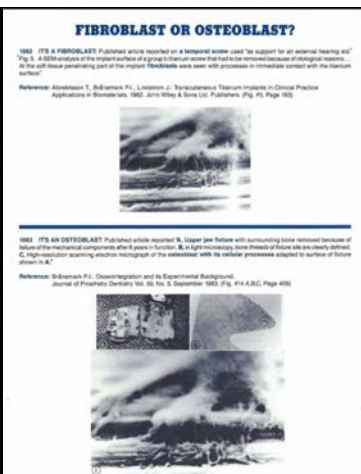 FIBROBLAST OR OSTEOBLAST?
1982 IT'S A FIBROBLAST: Published article reported on a temporal screw used "as support for an external hearing aid."
"Fig. 5. A SEM-analysis of the implant surface of a group b titanium screw that had to be removed because of otological reasons . . .
At the soft tissue penetrating part of the implant fibroblasts were seen with processes in immediate contact with the titanium
surface."
Reference: Albrektsson T., Brånemark P-I., Lindstrom J.: Transcutaneous Titanium Implants in Clinical Practice
Applications in Biomaterials, 1982. John Wiley & Sons Ltd. Publishers. (Fig. #5, Page 163)
1983 IT'S AN OSTEOBLAST: Published article reported "A, Upper jaw fixture with surrounding bone removed because of
failure of the mechanical components after 6 years in function. B, in light microscopy, bone threads of fixture site are clearly defined.
C, High-resolution scanning electron micrograph of the osteoblast with its cellular processes adapted to surface of fixture
shown in A."
Reference: Brånemark P-I.: Osseointegration and its Experimental Background.
Journal of Prosthetic Dentistry Vol. 50, No. 3, September 1983. (Fig. #14 A,B,C, Page 409)